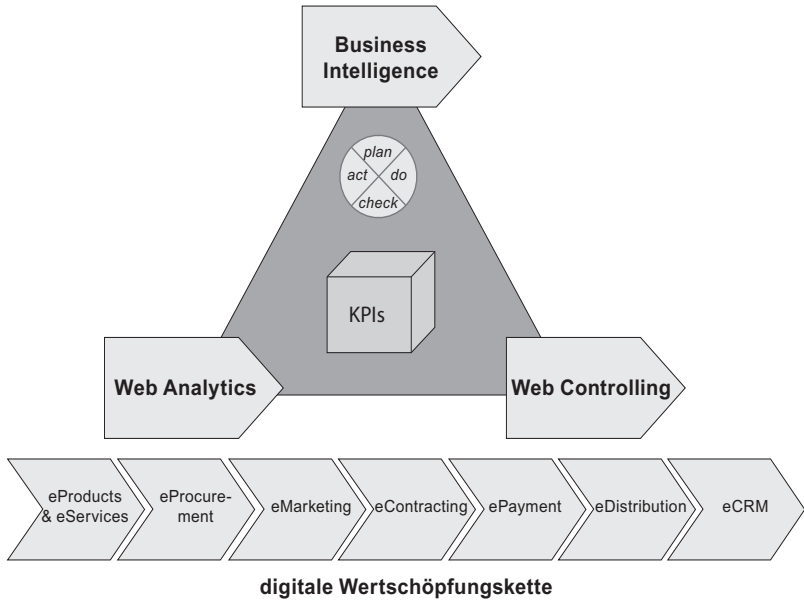 Business
Intelligence
plan
act do
check
KPIs
Web Analytics
Web Controlling
eProducts
& eServices
eProcure-
ment
eMarketing
eContracting
ePayment
eDistribution
eCRM
digitale Wertschöpfungskette